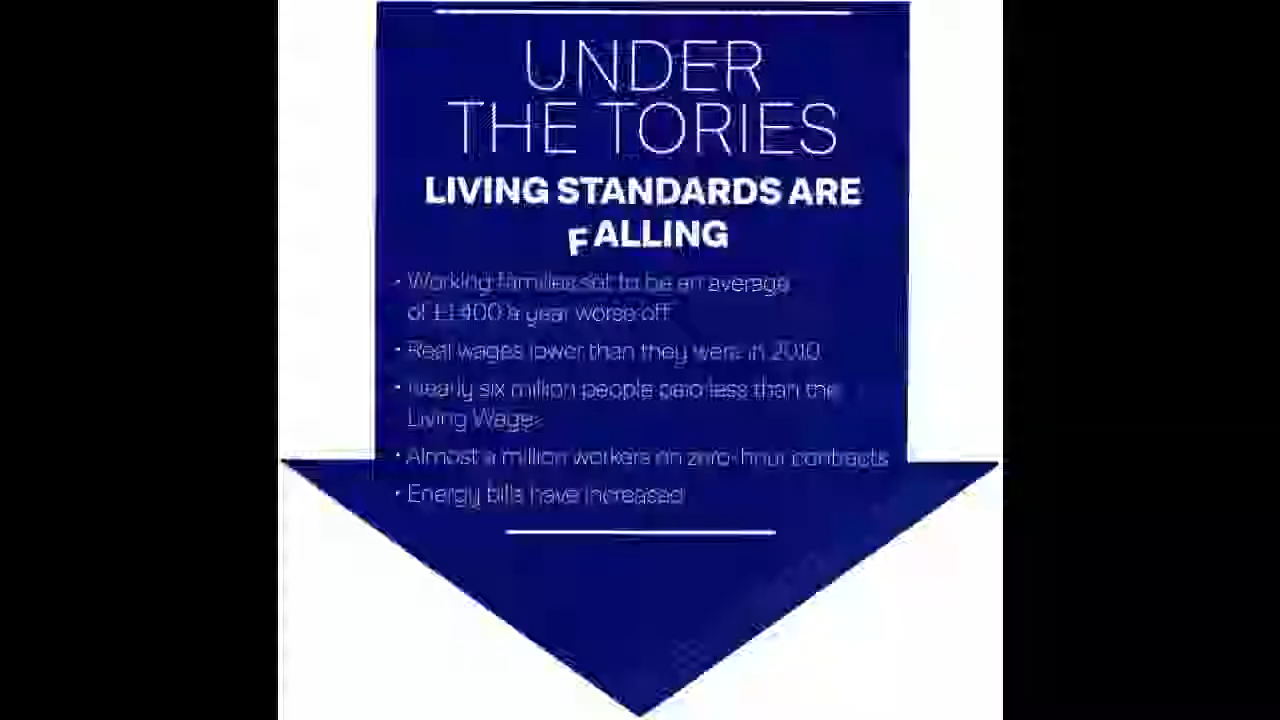 UNDER
THE TORIES
LIVING STANDARDS ARE
FALLING
• Working families set to be an average
of £1400 a year worse off
• Real wages lower than they were in 2010
• Nearly six million people paid less than the
Living Wage
• Almost a million workers on zero-hour contracts
• Energy bills have increased